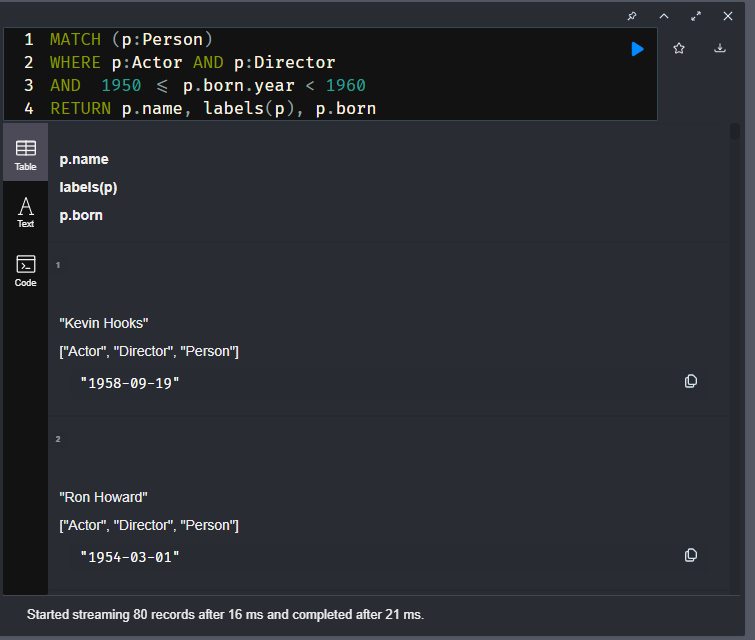 1 MATCH (p:Person)
2 WHERE p:Actor AND p:Director
3 AND  1950 ⩽ p.born.year < 1960
4 RETURN p.name, labels(p), p.born
Table
Text
Code
p.name
labels(p)
p.born
1
"Kevin Hooks"
["Actor", "Director", "Person"]
"1958-09-19"
2
"Ron Howard"
["Actor", "Director", "Person"]
"1954-03-01"
Started streaming 80 records after 16 ms and completed after 21 ms.